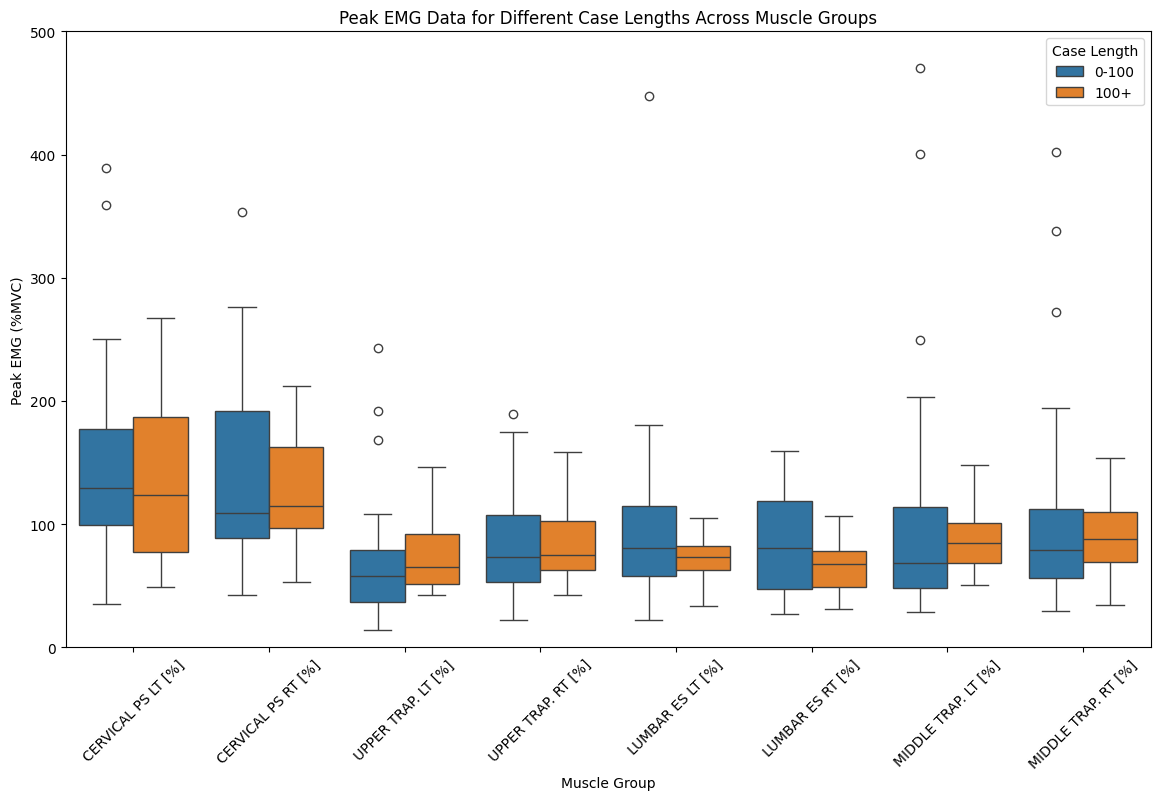 Peak EMG Data for Different Case Lengths Across Muscle Groups
Case Length
0-100
100+
Peak EMG (%MVC)
500
400
300
200
100
0
CERVICAL PS LT [%]
CERVICAL PS RT [%]
UPPER TRAP. LT [%]
UPPER TRAP. RT [%]
LUMBAR ES LT [%]
LUMBAR ES RT [%]
MIDDLE TRAP. LT [%]
MIDDLE TRAP. RT [%]
Muscle Group